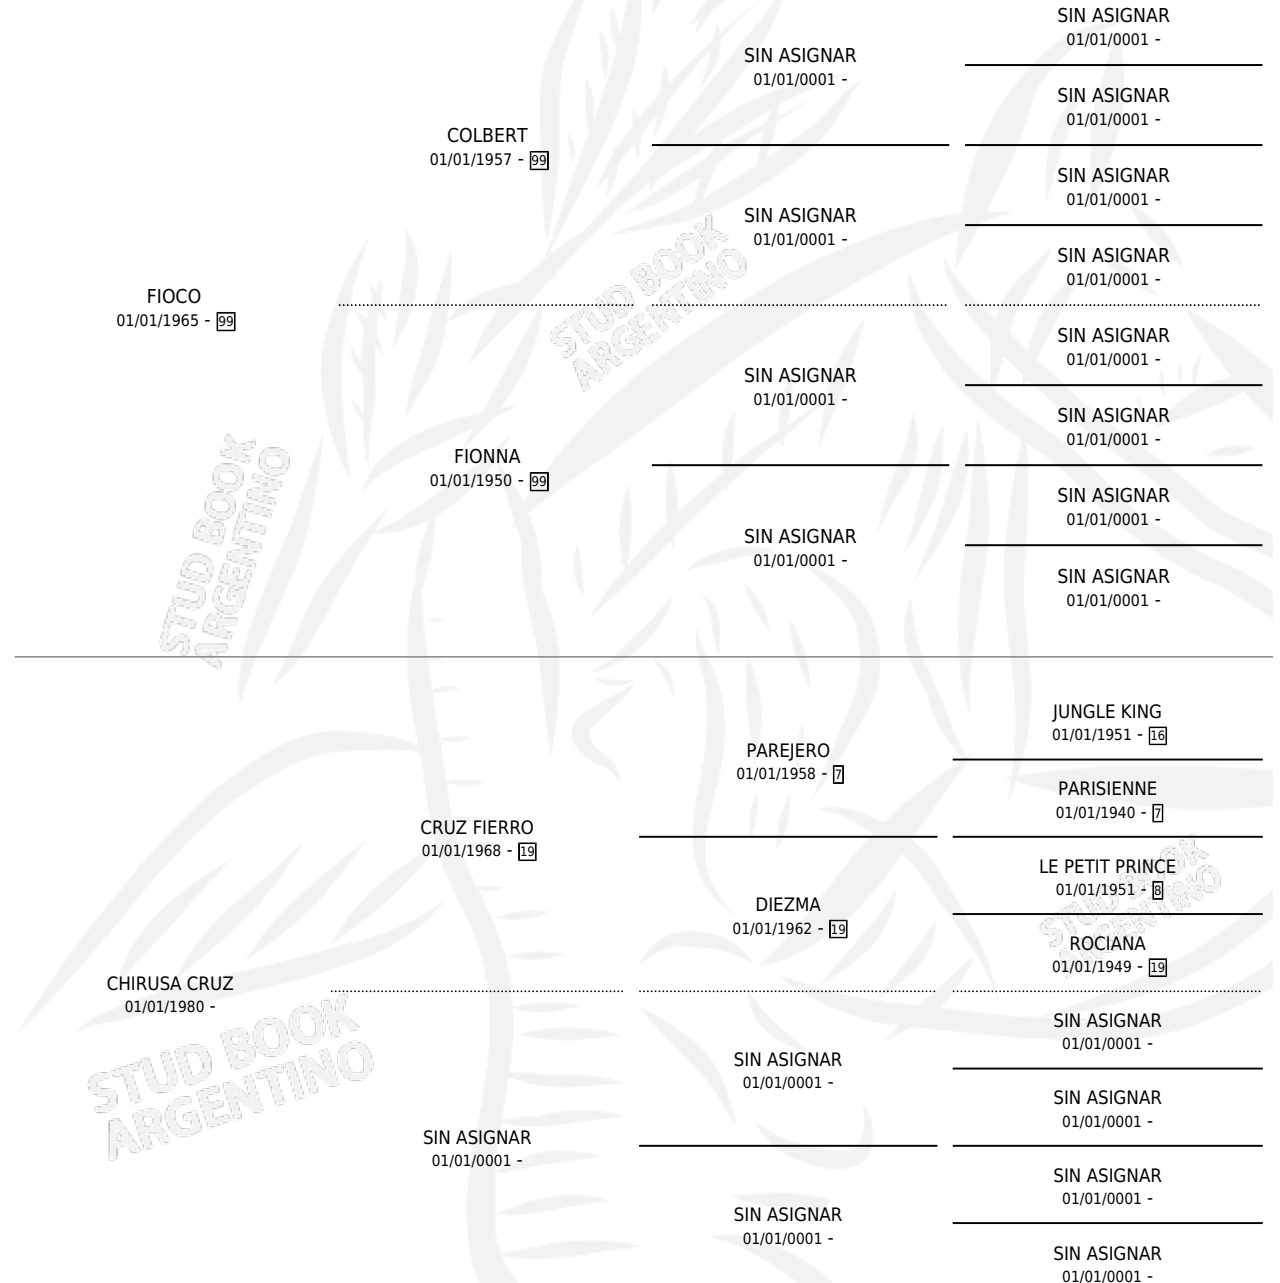 SIN ASIGNAR
01/01/0001 -
SIN ASIGNAR
01/01/0001 -
SIN ASIGNAR
01/01/0001 -
COLBERT
01/01/1957 - 99
SIN ASIGNAR
01/01/0001 -
SIN ASIGNAR
01/01/0001 -
SIN ASIGNAR
01/01/0001 -
FIOCO
01/01/1965 - 99
SIN ASIGNAR
01/01/0001 -
SIN ASIGNAR
01/01/0001 -
SIN ASIGNAR
01/01/0001 -
FIONNA
01/01/1950 - 99
SIN ASIGNAR
01/01/0001 -
SIN ASIGNAR
01/01/0001 -
SIN ASIGNAR
01/01/0001 -
STUD BOOK
ARGENTINO
STUD BOOK
ARGENTINO
JUNGLE KING
01/01/1951 - 16
PAREJERO
01/01/1958 - 7
PARISIENNE
01/01/1940 - 7
CRUZ FIERRO
01/01/1968 - 19
LE PETIT PRINCE
01/01/1951 - 8
DIEZMA
01/01/1962 - 19
ROCIANA
01/01/1949 - 19
CHIRUSA CRUZ
01/01/1980 -
SIN ASIGNAR
01/01/0001 -
SIN ASIGNAR
01/01/0001 -
SIN ASIGNAR
01/01/0001 -
SIN ASIGNAR
01/01/0001 -
SIN ASIGNAR
01/01/0001 -
SIN ASIGNAR
01/01/0001 -
SIN ASIGNAR
01/01/0001 -
STUD BOOK
ARGENTINO
STUD BOOK
ARGENTINO